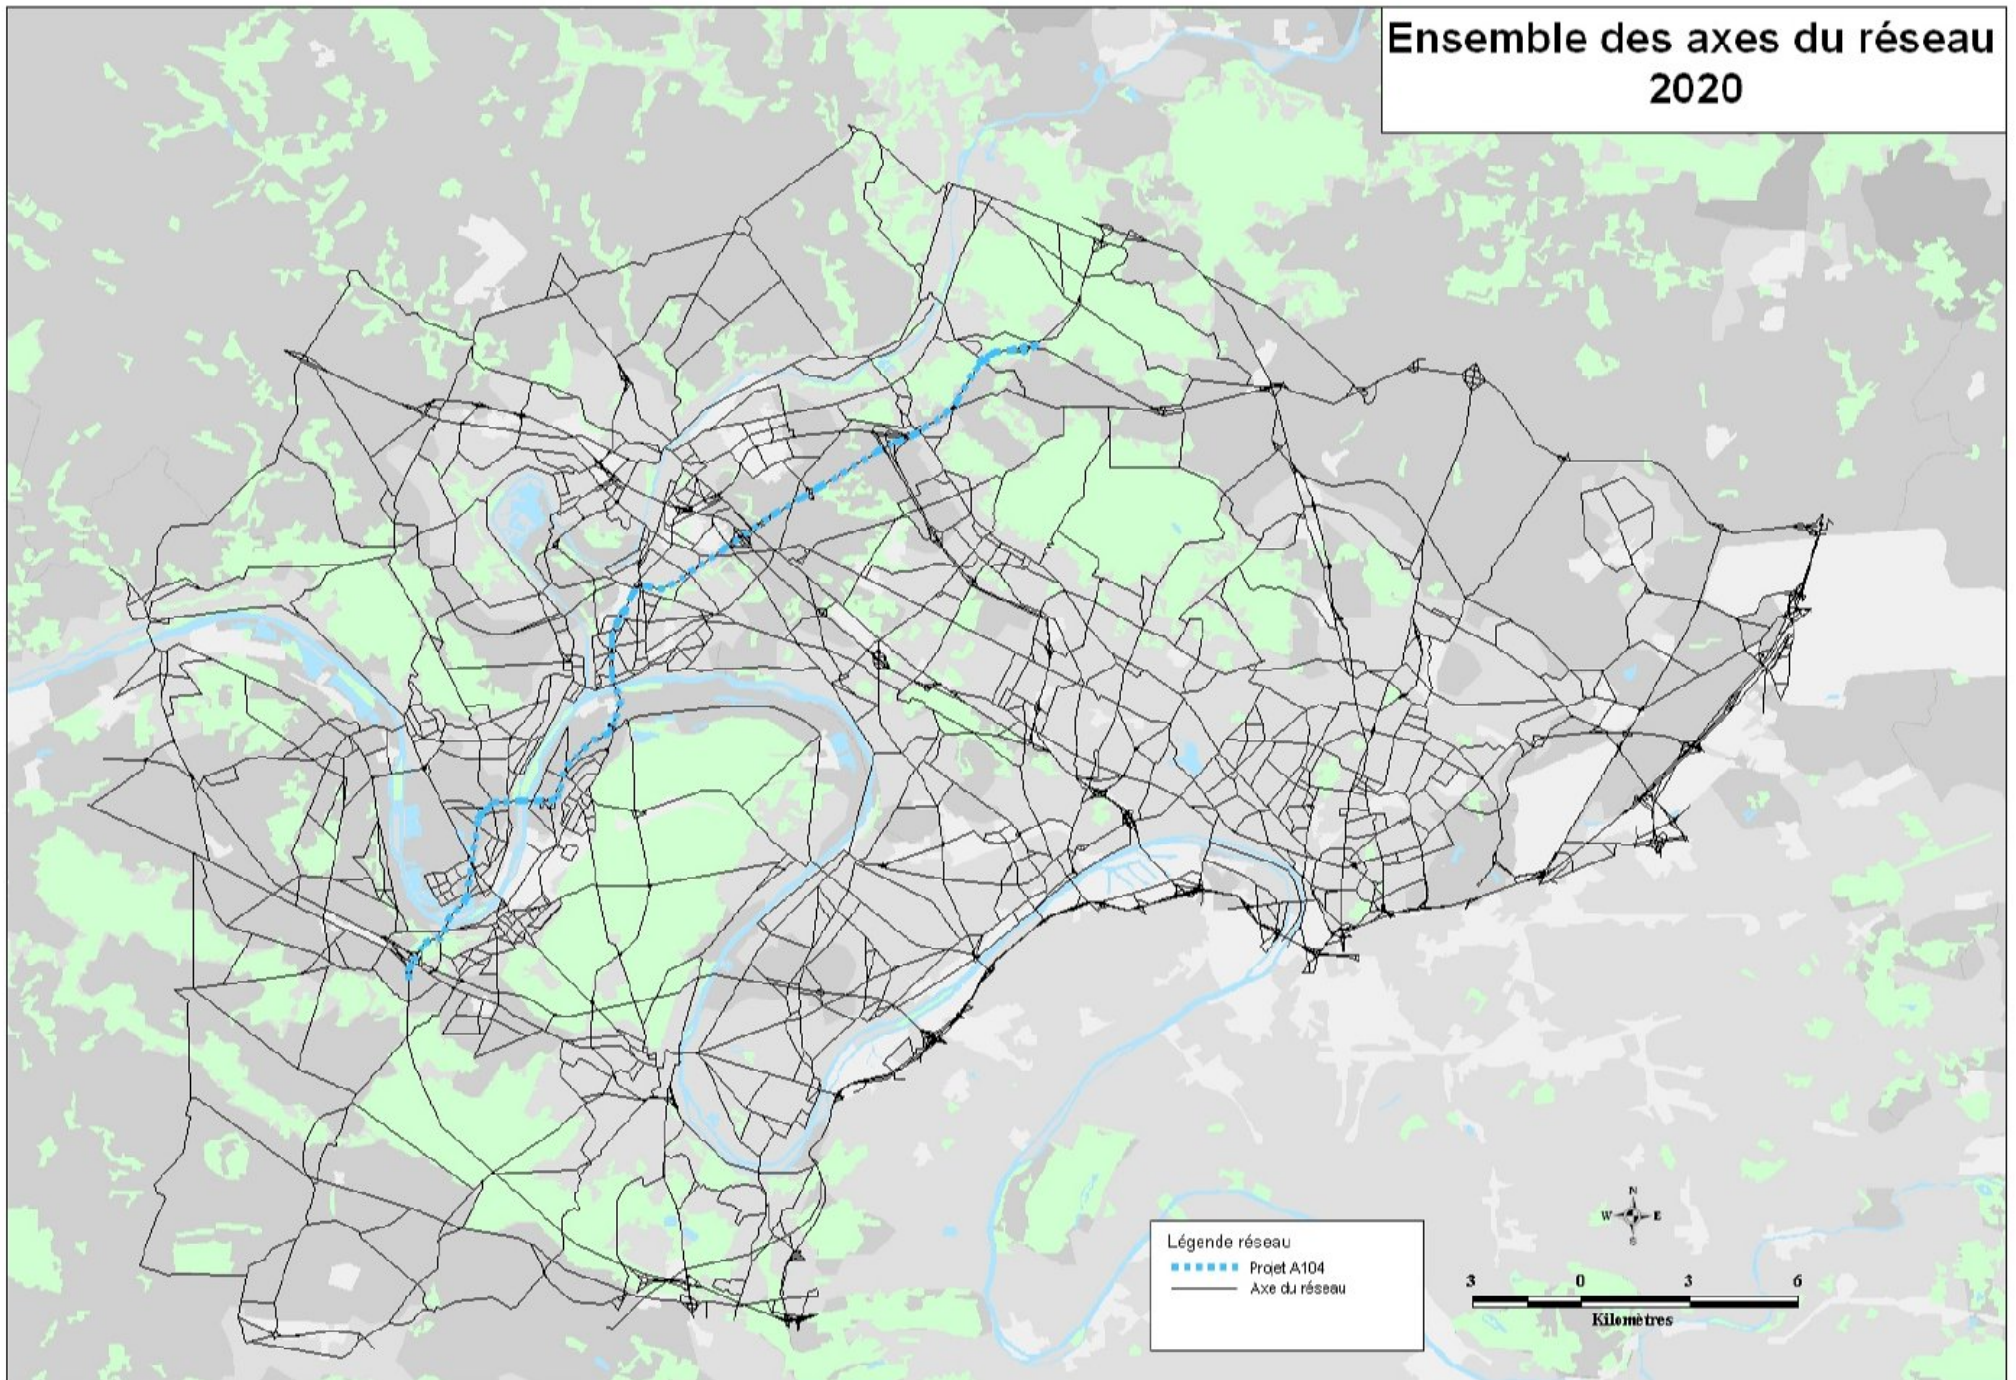 Ensemble des axes du réseau
2020
Légende réseau
Projet A104
Axe du réseau
N
W E
S
3 0 3 6
Kilomètres